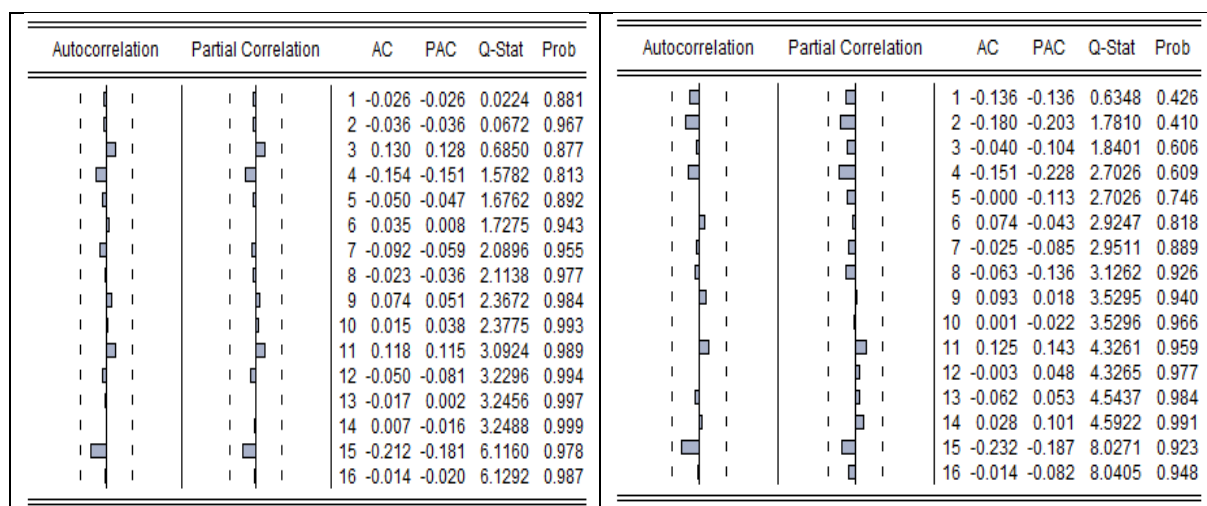 Autocorrelation Partial Correlation AC PAC Q-Stat Prob
1 -0.026 -0.026 0.0224 0.881
2 -0.036 -0.036 0.0672 0.967
3 0.130 0.128 0.6850 0.877
4 -0.154 -0.151 1.5782 0.813
5 -0.050 -0.047 1.6762 0.892
6 0.035 0.008 1.7275 0.943
7 -0.092 -0.059 2.0896 0.955
8 -0.023 -0.036 2.1138 0.977
9 0.074 0.051 2.3672 0.984
10 0.015 0.038 2.3775 0.993
11 0.118 0.115 3.0924 0.989
12 -0.050 -0.081 3.2296 0.994
13 -0.017 0.002 3.2456 0.997
14 0.007 -0.016 3.2488 0.999
15 -0.212 -0.181 6.1160 0.978
16 -0.014 -0.020 6.1292 0.987
Autocorrelation Partial Correlation AC PAC Q-Stat Prob
1 -0.136 -0.136 0.6348 0.426
2 -0.180 -0.203 1.7810 0.410
3 -0.040 -0.104 1.8401 0.606
4 -0.151 -0.228 2.7026 0.609
5 -0.000 -0.113 2.7026 0.746
6 0.074 -0.043 2.9247 0.818
7 -0.025 -0.085 2.9511 0.889
8 -0.063 -0.136 3.1262 0.926
9 0.093 0.018 3.5295 0.940
10 0.001 -0.022 3.5296 0.966
11 0.125 0.143 4.3261 0.959
12 -0.003 0.048 4.3265 0.977
13 -0.062 0.053 4.5437 0.984
14 0.028 0.101 4.5922 0.991
15 -0.232 -0.187 8.0271 0.923
16 -0.014 -0.082 8.0405 0.948